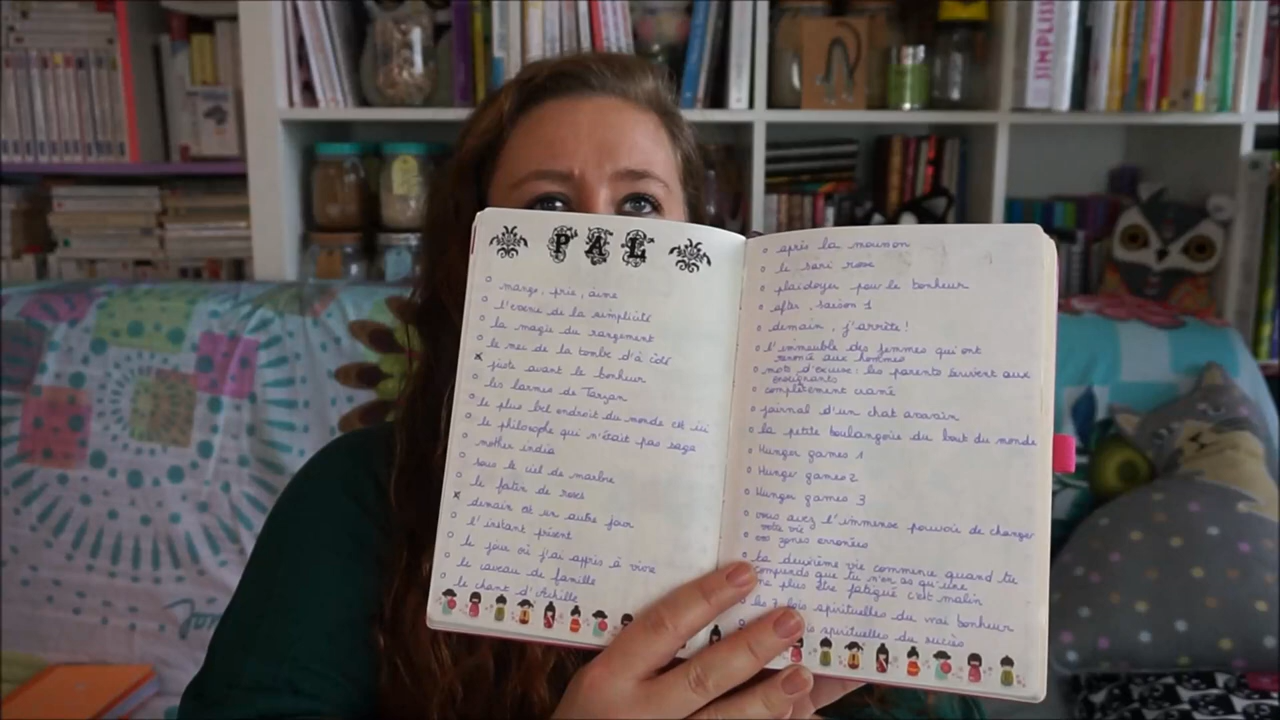 SIMPLISS
PAL
mange, prie, aime
l'avenir de la simplicité
la magie du rangement
le mec de la tombe d'à côté
juste avant le bonheur
les larmes de Tarzan
le plus bel endroit du monde est ici
le philosophe qui n'était pas sage
mother india
sous le ciel de marbre
le fatin de roses
demain est un autre jour
l'instant présent
le jour où j'ai appris à vivre
le caveau de famille
le chant d'Achille
après la mousson
le sari rose
plaidoyer pour le bonheur
after, saison 1
demain, j'arrête!
l'immeuble des femmes qui ont
renoncé aux hommes
mots d'excuse: les parents écrivent aux
enseignants
complètement cramé
journal d'un chat assassin
la petite boulangerie du bout du monde
Hunger games 1
Hunger games 2
Hunger games 3
vous avez l'immense pouvoir de changer
votre vie
vos zones erronées
ta deuxième vie commence quand tu
comprends que tu n'en as qu'une
ne plus être fatigué c'est malin
les 7 lois spirituelles du vrai bonheur
lois spirituelles du succès